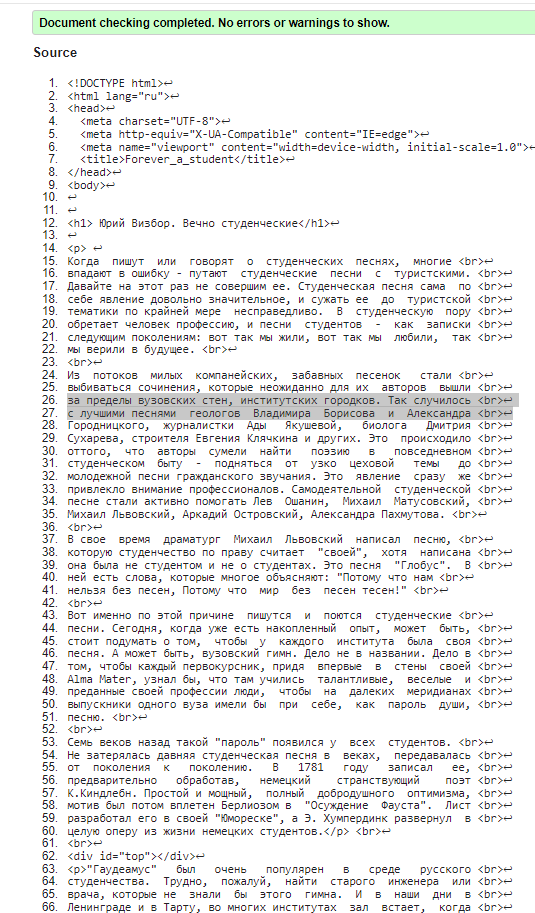 Document checking completed. No errors or warnings to show.
Source
1. <!DOCTYPE html>↩
2. <html lang="ru">↩
3. <head>↩
4. <meta charset="UTF-8">↩
5. <meta http-equiv="X-UA-Compatible" content="IE=edge">↩
6. <meta name="viewport" content="width=device-width, initial-scale=1.0">↩
7. <title>Forever_a_student</title>↩
8. </head>↩
9. <body>↩
10. ↩
11. ↩
12. <h1> Юрий Визбор. Вечно студенческие</h1>↩
13. ↩
14. <p> ↩
15. Когда пишут или говорят о студенческих песнях, многие <br>↩
16. впадают в ошибку - путают студенческие песни с туристскими. <br>↩
17. Давайте на этот раз не совершим ее. Студенческая песня сама по <br>↩
18. себе явление довольно значительное, и сужать ее до туристской <br>↩
19. тематики по крайней мере несправедливо. В студенческую пору <br>↩
20. обретает человек профессию, и песни студентов - как записки <br>↩
21. следующим поколениям: вот так мы жили, вот так мы любили, так <br>↩
22. мы верили в будущее. <br>↩
23. <br>↩
24. Из потоков милых компанейских, забавных песенок стали <br>↩
25. выбиваться сочинения, которые неожиданно для их авторов вышли <br>↩
26. за пределы вузовских стен, институтских городков. Так случилось <br>↩
27. с лучшими песнями геологов Владимира Борисова и Александра <br>↩
28. Городницкого, журналистки Ады Якушевой, биолога Дмитрия <br>↩
29. Сухарева, строителя Евгения Клячкина и других. Это происходило <br>↩
30. оттого, что авторы сумели найти поэзию в повседневном <br>↩
31. студенческом быту - подняться от узко цеховой темы до <br>↩
32. молодежной песни гражданского звучания. Это явление сразу же <br>↩
33. привлекло внимание профессионалов. Самодеятельной студенческой <br>↩
34. песне стали активно помогать Лев Ошанин, Михаил Матусовский, <br>↩
35. Михаил Львовский, Аркадий Островский, Александра Пахмутова. <br>↩
36. <br>↩
37. В свое время драматург Михаил Львовский написал песню, <br>↩
38. которую студенчество по праву считает "своей", хотя написана <br>↩
39. она была не студентом и не о студентах. Это песня "Глобус". В <br>↩
40. ней есть слова, которые многое объясняют: "Потому что нам <br>↩
41. нельзя без песен, Потому что мир без песен тесен!" <br>↩
42. <br>↩
43. Вот именно по этой причине пишутся и поются студенческие <br>↩
44. песни. Сегодня, когда уже есть накопленный опыт, может быть, <br>↩
45. стоит подумать о том, чтобы у каждого института была своя <br>↩
46. песня. А может быть, вузовский гимн. Дело не в названии. Дело в <br>↩
47. том, чтобы каждый первокурсник, придя впервые в стены своей <br>↩
48. Alma Mater, узнал бы, что там учились талантливые, веселые и <br>↩
49. преданные своей профессии люди, чтобы на далеких меридианах <br>↩
50. выпускники одного вуза имели бы при себе, как пароль души, <br>↩
51. песню. <br>↩
52. <br>↩
53. Семь веков назад такой "пароль" появился у всех студентов. <br>↩
54. Не затерялась давняя студенческая песня в веках, передавалась <br>↩
55. от поколения к поколению. В 1781 году записал ее, <br>↩
56. предварительно обработав, немецкий странствующий поэт <br>↩
57. К.Киндлебн. Простой и мощный, полный добродушного оптимизма, <br>↩
58. мотив был потом вплетен Берлиозом в "Осуждение Фауста". Лист <br>↩
59. разработал его в своей "Юмореске", а Э. Хумпердинк развернул в <br>↩
60. целую оперу из жизни немецких студентов.</p> <br>↩
61. <br>↩
62. <div id="top"></div>↩
63. <p>"Гаудеамус" был очень популярен в среде русского <br>↩
64. студенчества. Трудно, пожалуй, найти старого инженера или <br>↩
65. врача, которые не знали бы этого гимна. И в наши дни в <br>↩
66. Ленинграде и в Тарту, во многих институтах зал встает, когда <br>↩